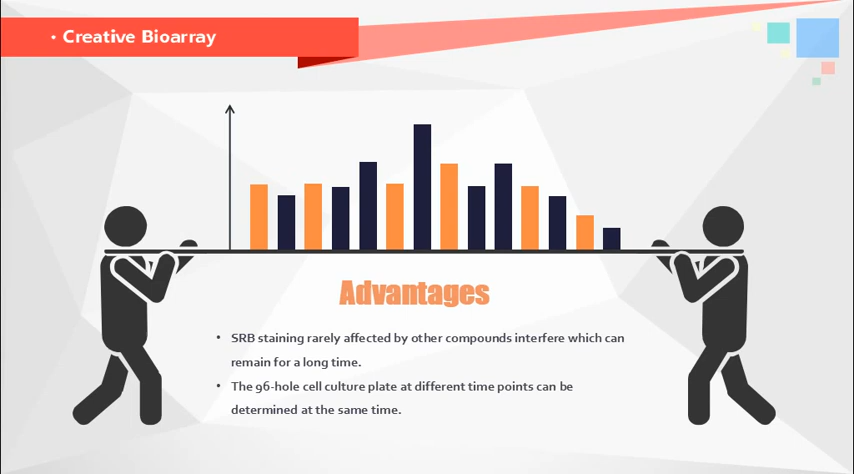 • Creative Bioarray
Advantages
• SRB staining rarely affected by other compounds interfere which can
remain for a long time.
• The 96-hole cell culture plate at different time points can be
determined at the same time.